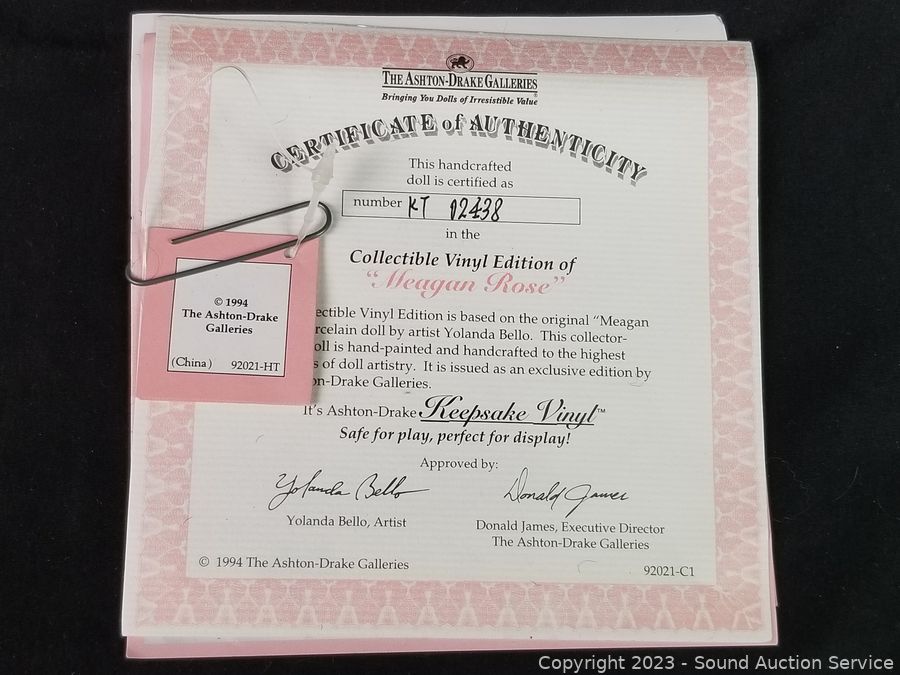 THE ASHTON-DRAKE GALLERIES
Bringing You Dolls of Irresistible Value
CERTIFICATE of AUTHENTICITY
This handcrafted
doll is certified as
number KT 02438
in the
Collectible Vinyl Edition of
"Meagan Rose"
ectible Vinyl Edition is based on the original "Meagan
rcelain doll by artist Yolanda Bello. This collector-
oll is hand-painted and handcrafted to the highest
s of doll artistry. It is issued as an exclusive edition by
on-Drake Galleries.
It's Ashton-Drake Keepsake Vinyl™
Safe for play, perfect for display!
Approved by:
Yolanda Bello
Donald James
Yolanda Bello, Artist
Donald James, Executive Director
The Ashton-Drake Galleries
© 1994 The Ashton-Drake Galleries
92021-C1
© 1994
The Ashton-Drake
Galleries
(China) 92021-HT
Copyright 2023 - Sound Auction Service